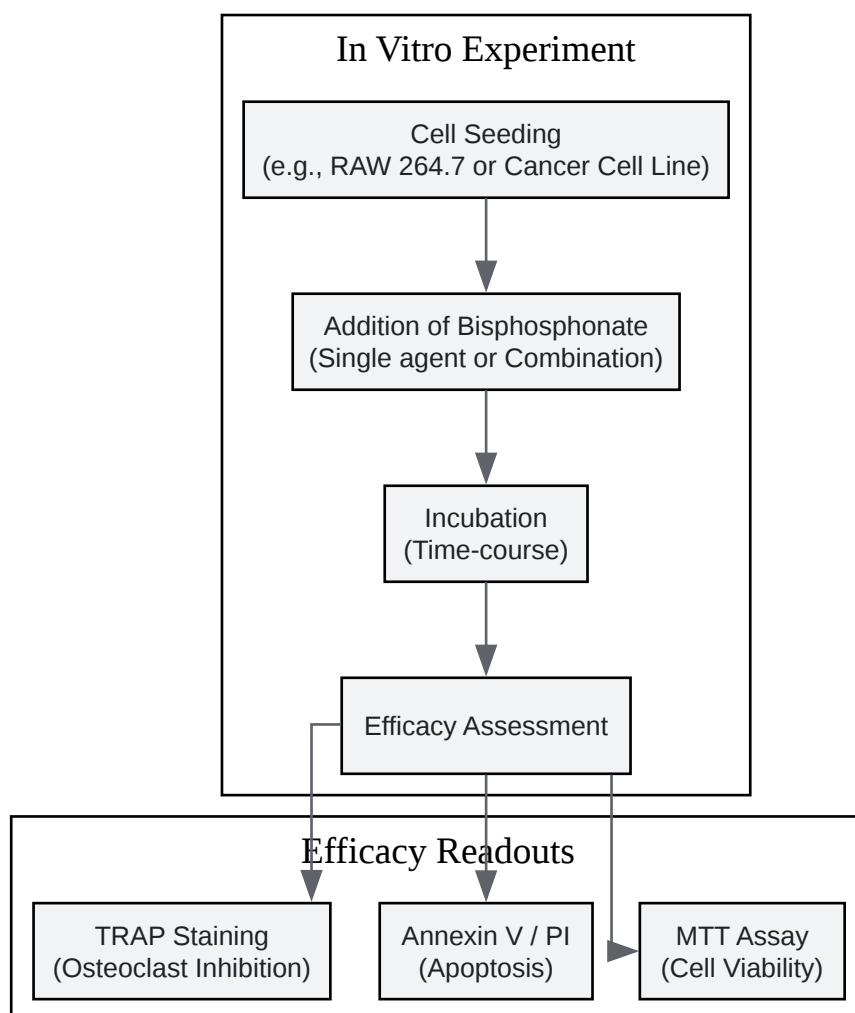 In Vitro Experiment
Cell Seeding
(e.g., RAW 264.7 or Cancer Cell Line)
Addition of Bisphosphonate
(Single agent or Combination)
Incubation
(Time-course)
Efficacy Assessment
Efficacy Readouts
TRAP Staining
(Osteoclast Inhibition)
Annexin V / PI
(Apoptosis)
MTT Assay
(Cell Viability)